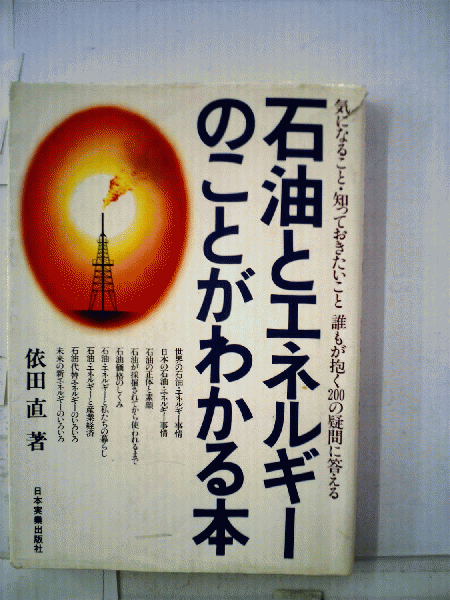 気になること・知っておきたいこと 誰もが抱く200の疑問に答える
石油とエネルギー
のことがわかる本
世界の石油・エネルギー事情
日本の石油・エネルギー事情
石油の正体と素顔
石油が採掘されてから使われるまで
石油価格のしくみ
石油・エネルギーと私たちの暮らし
石油・エネルギーと産業・経済
石油代替エネルギーのいろいろ
未来の新エネルギーのいろいろ
依田直 著
日本実業出版社